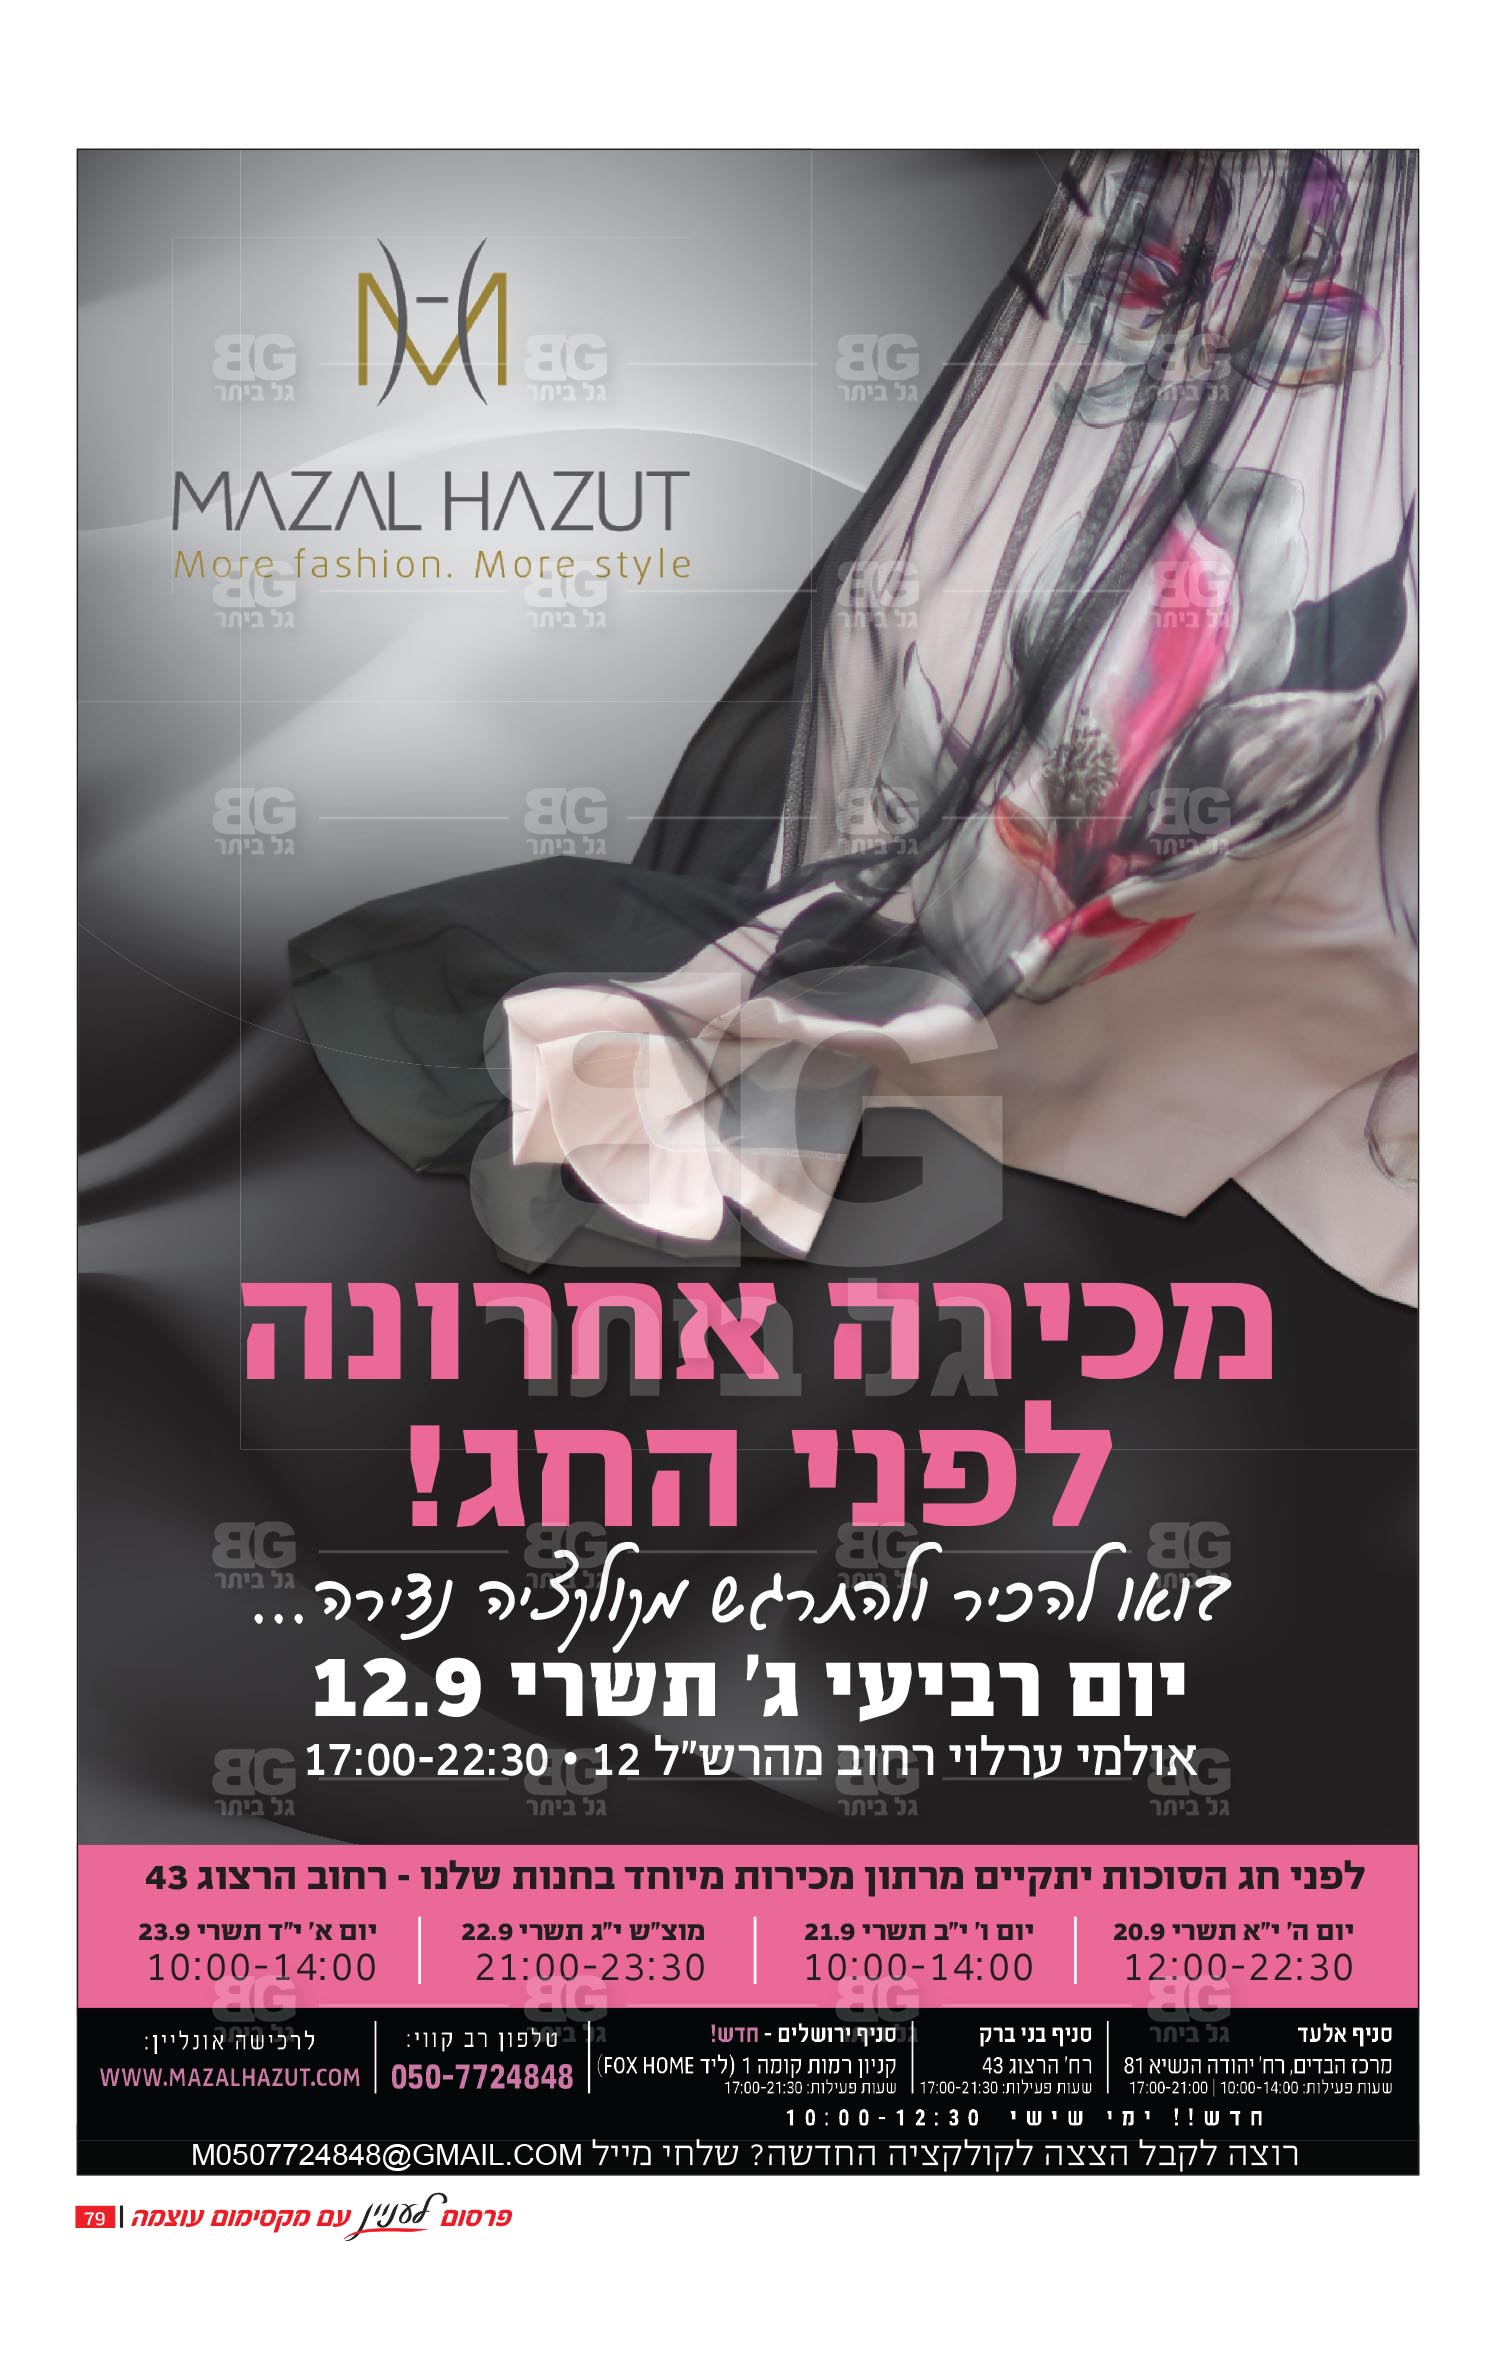 MAZAL HAZUT
More fashion. More style
מכירה אחרונה
לפני החג!
בואו להכיר ולהתרגש מקולקציה נדירה...
יום רביעי ג' תשרי 12.9
אולמי ערלוי רחוב מהרש"ל 12 • 17:00-22:30
לפני חג הסוכות יתקיים מרתון מכירות מיוחד בחנות שלנו - רחוב הרצוג 43
יום ה' י"א תשרי 20.9
12:00-22:30
יום ו' י"ב תשרי 21.9
10:00-14:00
מוצ"ש י"ג תשרי 22.9
21:00-23:30
יום א' י"ד תשרי 23.9
10:00-14:00
סניף אלעד
מרכז הבדים, רח' יהודה הנשיא 81
שעות פעילות: 10:00-14:00 | 17:00-21:00
סניף בני ברק
רח' הרצוג 43
שעות פעילות: 17:00-21:30
סניף ירושלים - חדש!
קניון רמות קומה 1 (ליד FOX HOME)
שעות פעילות: 17:00-21:30
חדש!! ימי שישי 10:00-12:30
טלפון רב קווי:
050-7724848
לרכישה אונליין:
WWW.MAZALHAZUT.COM
רוצה לקבל הצצה לקולקציה החדשה? שלחי מייל M0507724848@GMAIL.COM
פרסום לעניין עם מקסימום עוצמה | 79
BG
גל ביתר